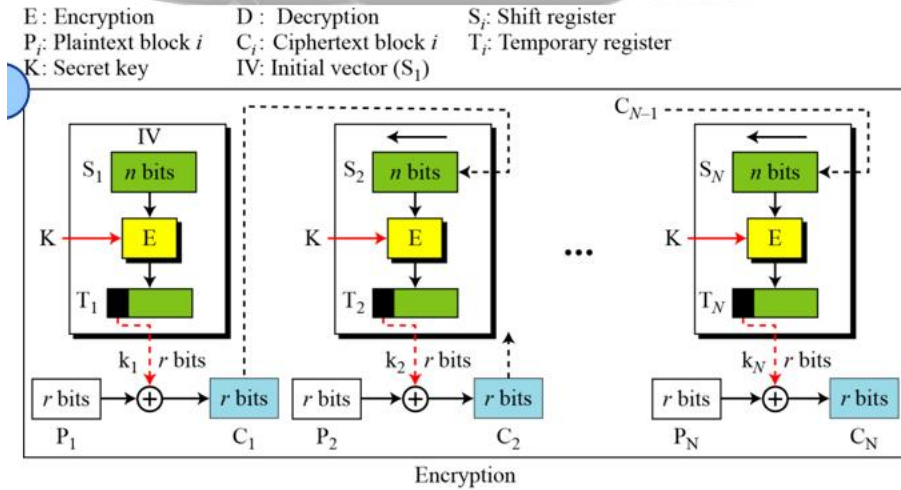 E : Encryption D : Decryption S_i: Shift register
P_i: Plaintext block i C_i: Ciphertext block i T_i: Temporary register
K: Secret key IV: Initial vector (S_1)
C_{N–1}
IV
S_1 n bits S_2 n bits S_N n bits
K E K E K E
...
T_1 T_2 T_N
k_1 r bits k_2 r bits k_N r bits
r bits + r bits r bits + r bits r bits + r bits
P_1 C_1 P_2 C_2 P_N C_N
Encryption